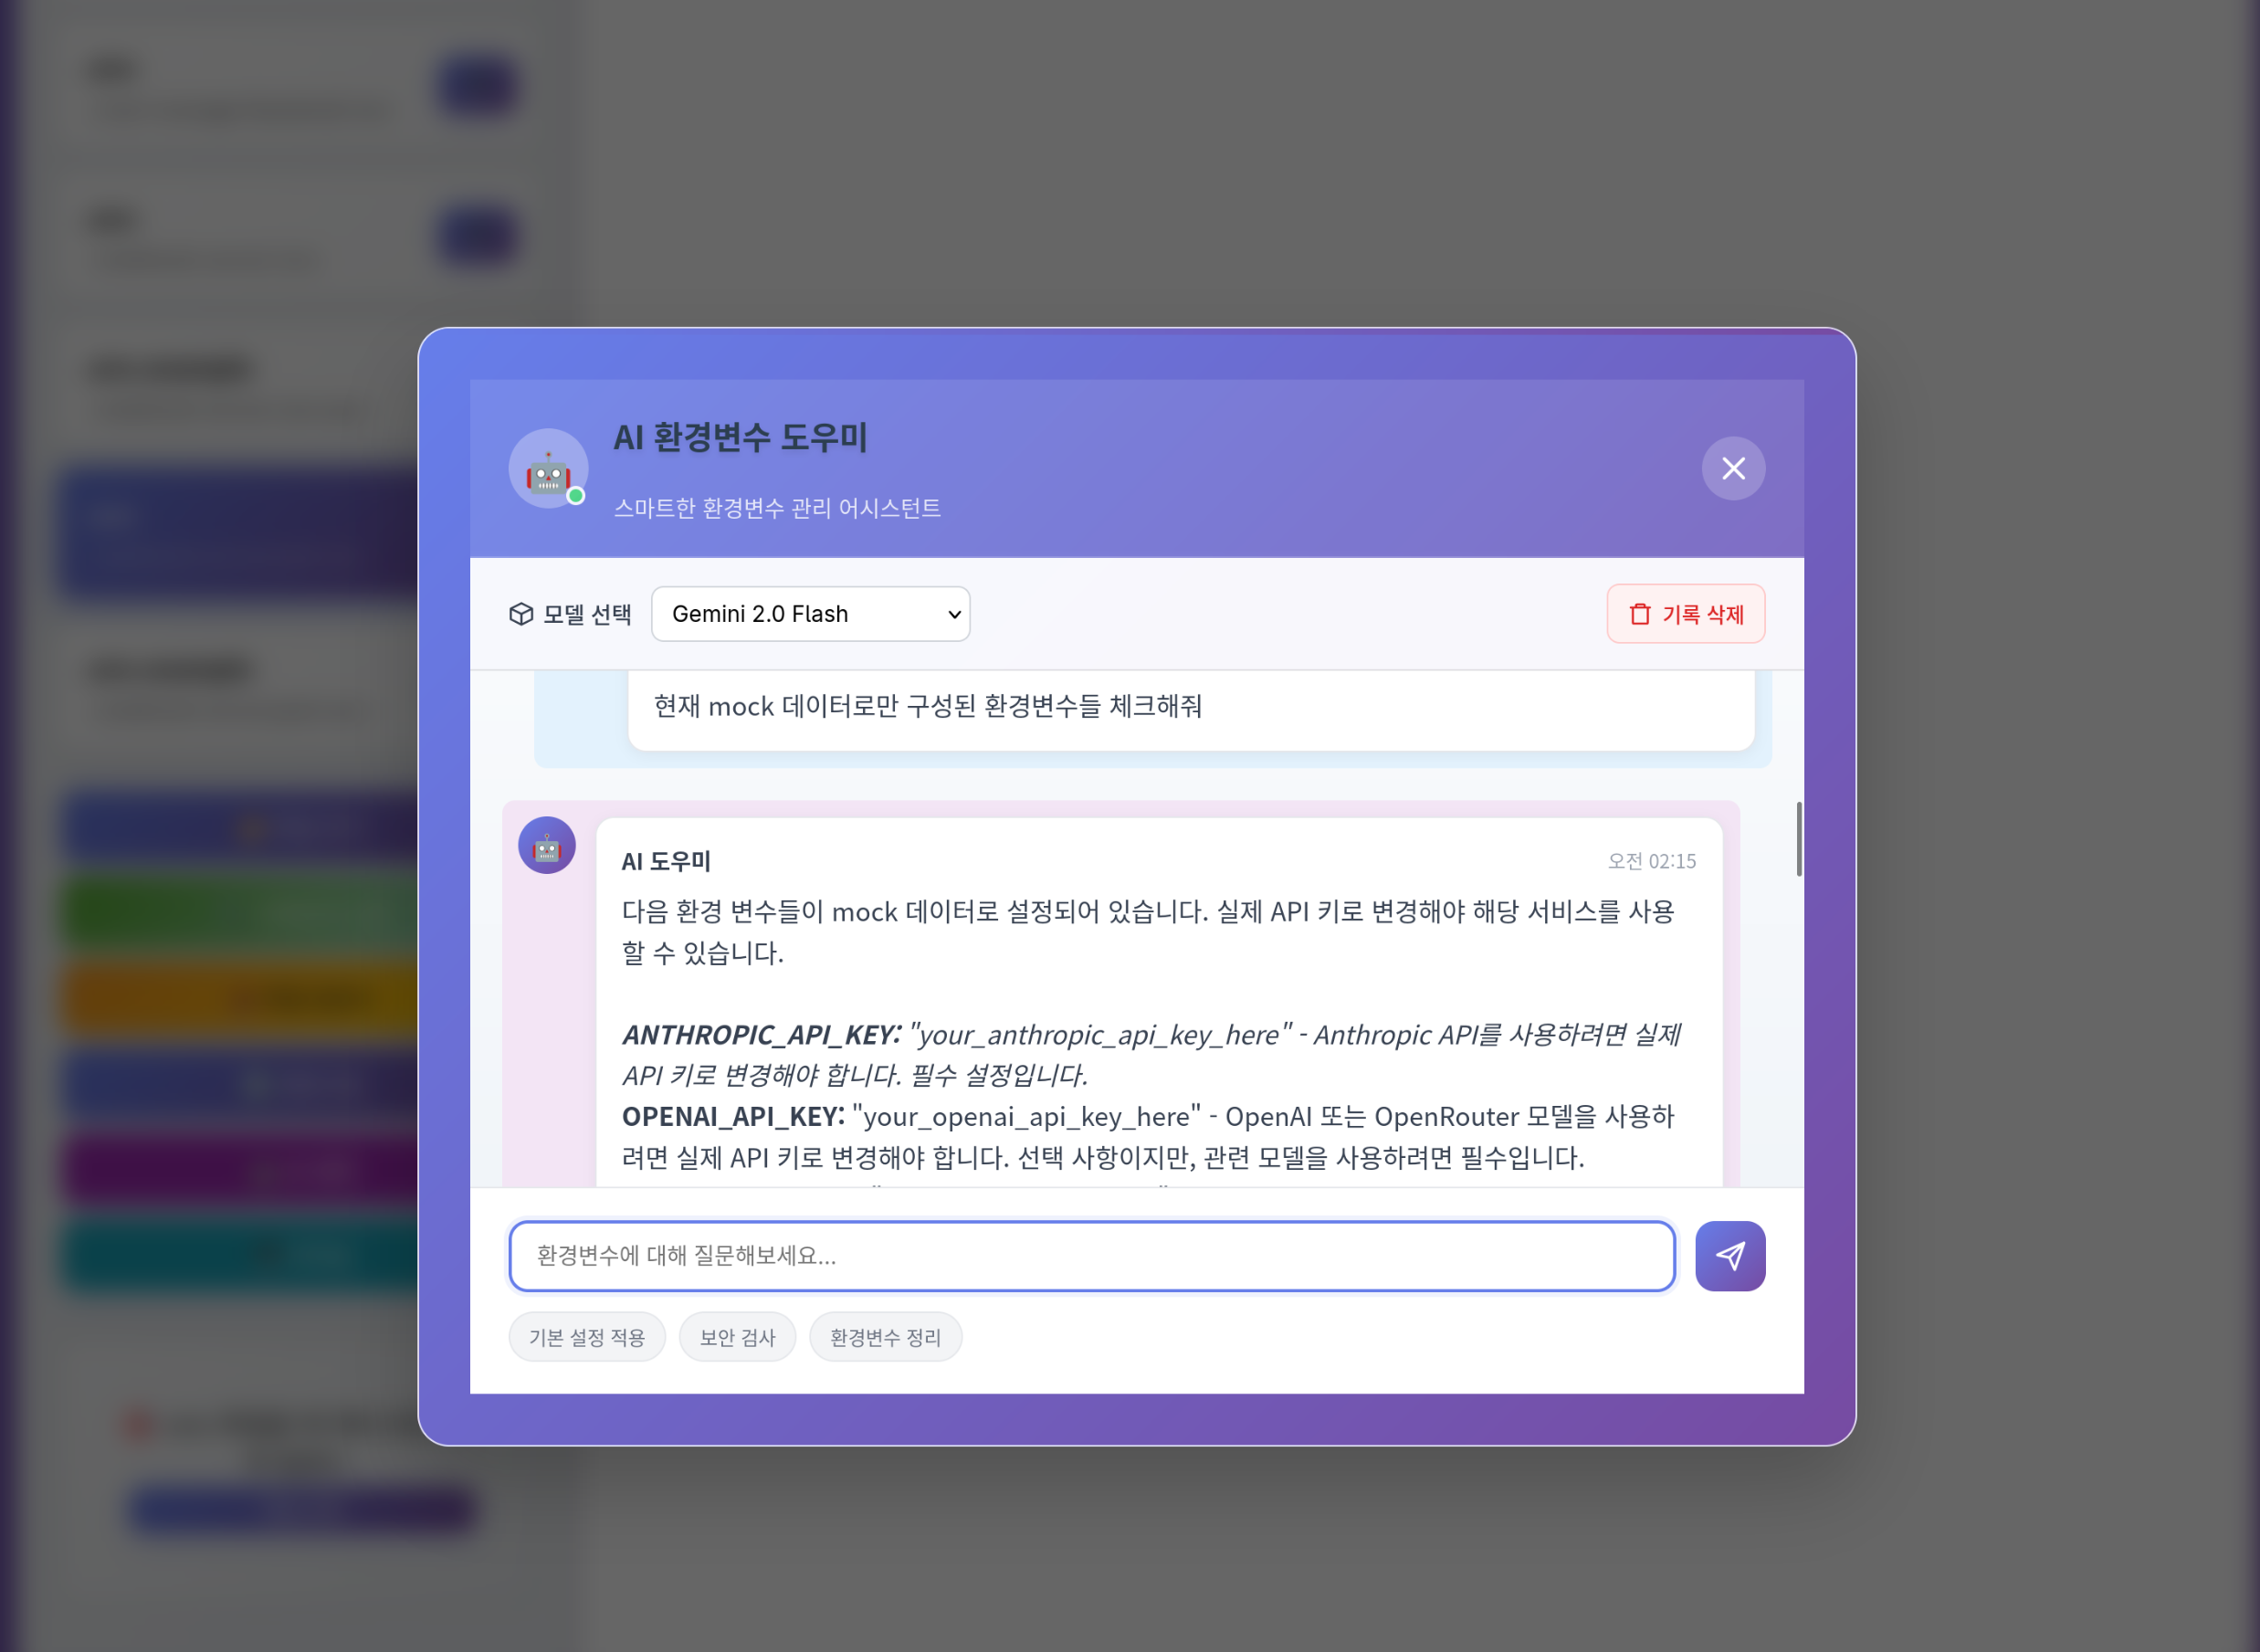 AI 환경변수 도우미
스마트한 환경변수 관리 어시스턴트
모델 선택
Gemini 2.0 Flash
기록 삭제
현재 mock 데이터로만 구성된 환경변수들 체크해줘
AI 도우미
오전 02:15
다음 환경 변수들이 mock 데이터로 설정되어 있습니다. 실제 API 키로 변경해야 해당 서비스를 사용
할 수 있습니다.
ANTHROPIC_API_KEY: "your_anthropic_api_key_here" - Anthropic API를 사용하려면 실제
API 키로 변경해야 합니다. 필수 설정입니다.
OPENAI_API_KEY: "your_openai_api_key_here" - OpenAI 또는 OpenRouter 모델을 사용하
려면 실제 API 키로 변경해야 합니다. 선택 사항이지만, 관련 모델을 사용하려면 필수입니다.
환경변수에 대해 질문해보세요...
기본 설정 적용
보안 검사
환경변수 정리